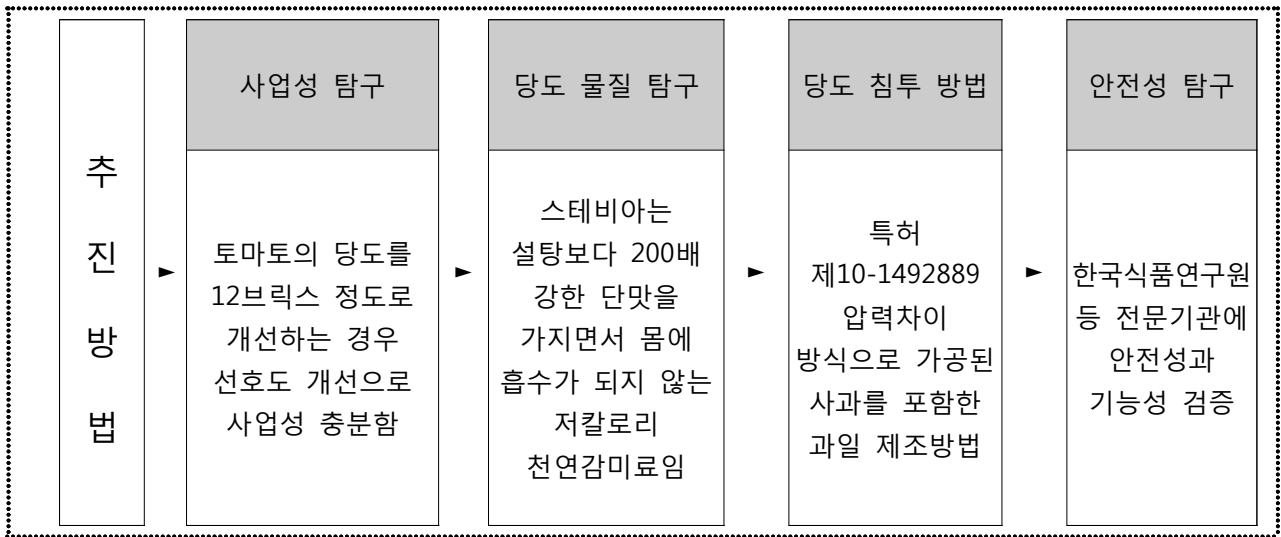 추
진
방
법
►
사업성 탐구
토마토의 당도를
12브릭스 정도로
개선하는 경우
선호도 개선으로
사업성 충분함
►
당도 물질 탐구
스테비아는
설탕보다 200배
강한 단맛을
가지면서 몸에
흡수가 되지 않는
저칼로리
천연감미료임
►
당도 침투 방법
특허
제10-1492889
압력차이
방식으로 가공된
사과를 포함한
과일 제조방법
►
안전성 탐구
한국식품연구원
등 전문기관에
안전성과
기능성 검증